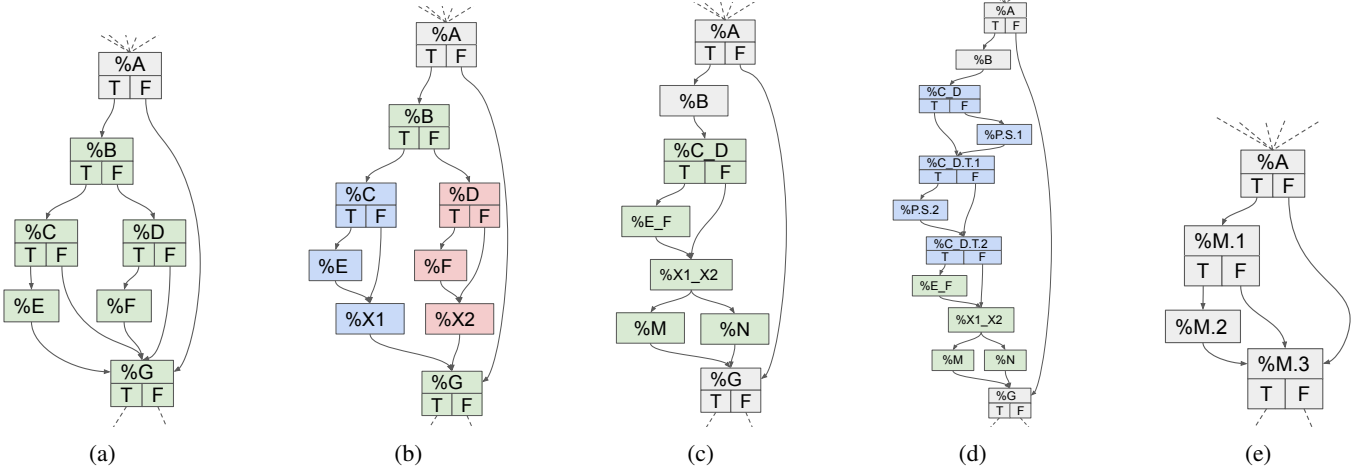 %A
T F
%B
T F
%C
T F
%D
T F
%E
%F
%G
T F
(a)
%A
T F
%B
T F
%C
T F
%D
T F
%E
%F
%X1
%X2
%G
T F
(b)
%A
T F
%B
%C_D
T F
%E_F
%X1_X2
%M
%N
%G
T F
(c)
%A
T F
%B
%C_D
T F
%P.S.1
%C_D.T.1
T F
%P.S.2
%C_D.T.2
T F
%E_F
%X1_X2
%M
%N
%G
T F
(d)
%A
T F
%M.1
T F
%M.2
%M.3
T F
(e)